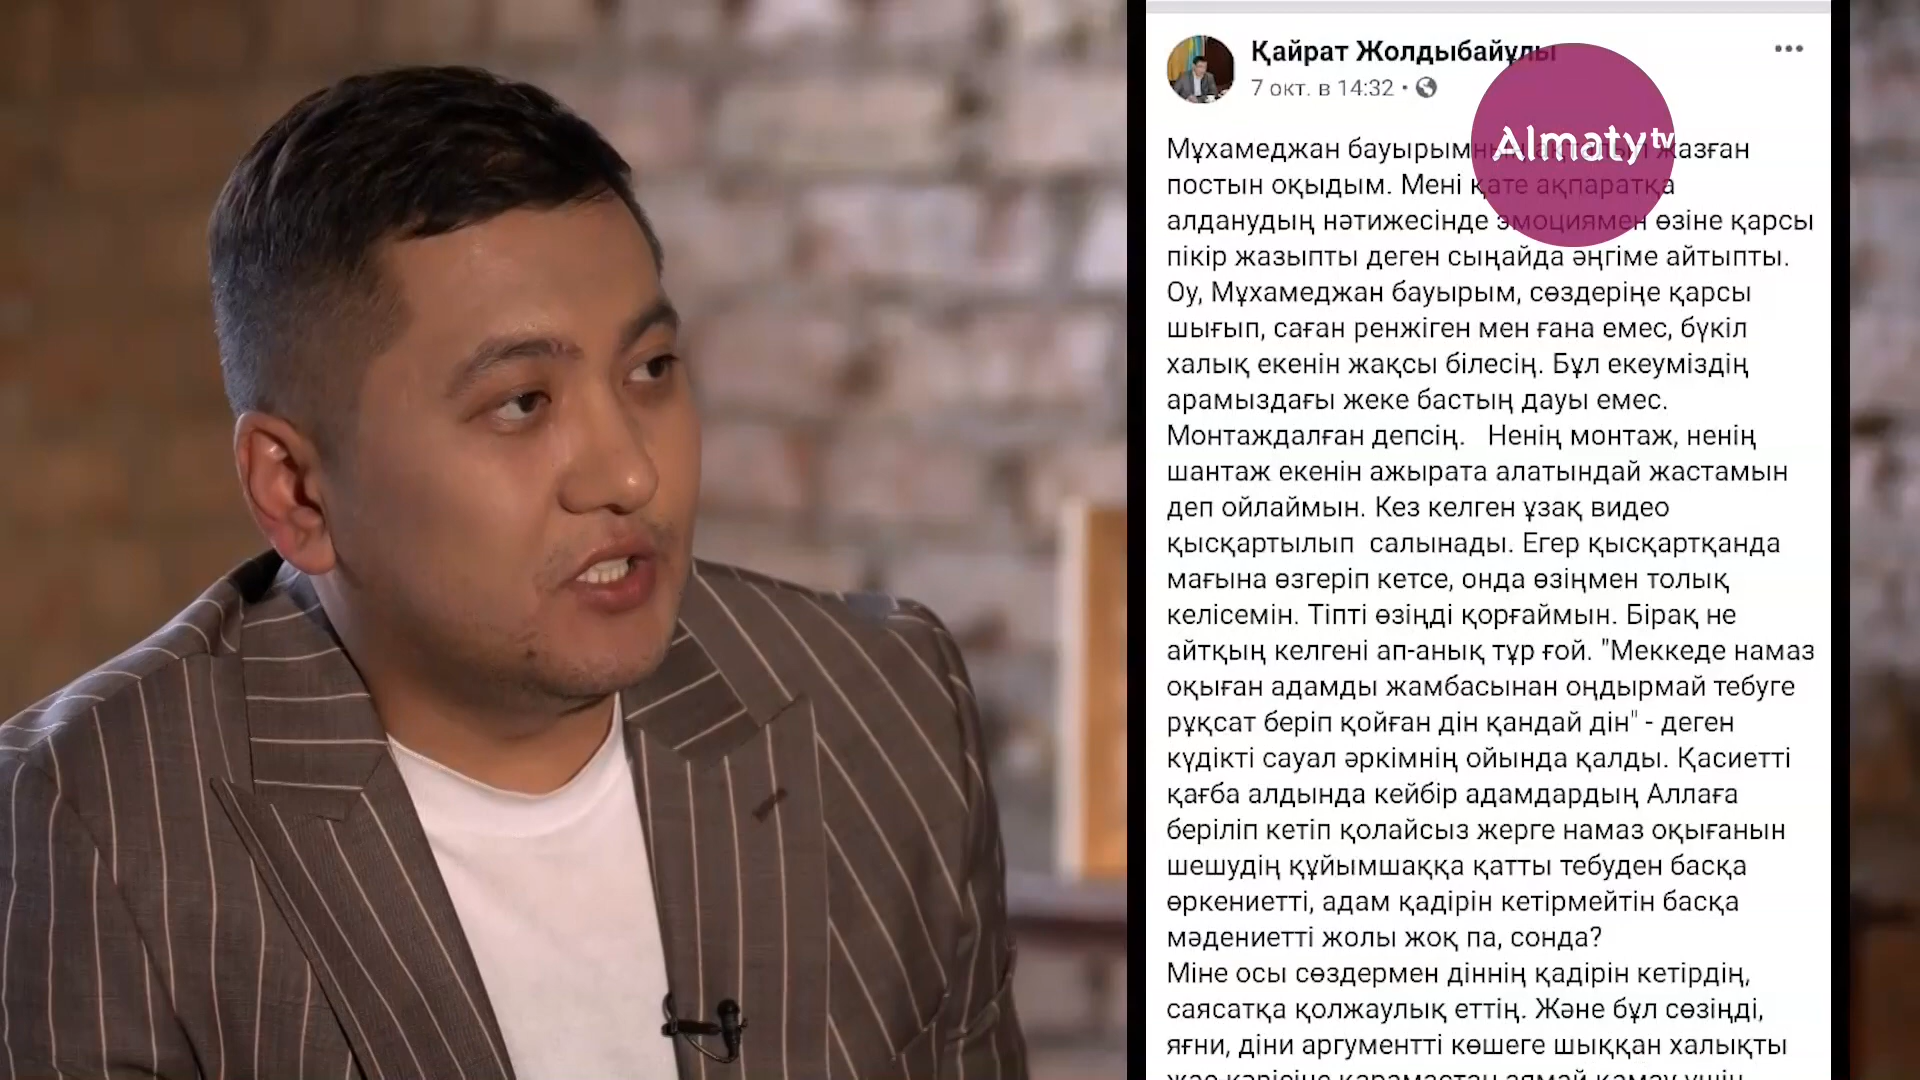 Қайрат Жолдыбайұлы
7 окт. в 14:32
Almaty tv
Мұхамеджан бауырымның ақталып жазған
постын оқыдым. Мені қате ақпаратқа
алданудың нәтижесінде эмоциямен өзіне қарсы
пікір жазыпты деген сыңайда әңгіме айтыпты.
Оу, Мұхамеджан бауырым, сөздеріңе қарсы
шығып, саған ренжіген мен ғана емес, бүкіл
халық екенін жақсы білесің. Бұл екеуміздің
арамыздағы жеке бастың дауы емес.
Монтаждалған депсің. Ненің монтаж, ненің
шантаж екенін ажырата алатындай жастамын
деп ойлаймын. Кез келген ұзақ видео
қысқартылып салынады. Егер қысқартқанда
мағына өзгеріп кетсе, онда өзіңмен толық
келісемін. Тіпті өзіңді қорғаймын. Бірақ не
айтқың келгені ап-анық тұр ғой. "Меккеде намаз
оқыған адамды жамбасынан оңдырмай тебуге
рұқсат беріп қойған дін қандай дін" - деген
күдікті сауал әркімнің ойында қалды. Қасиетті
қағба алдында кейбір адамдардың Аллаға
беріліп кетіп қолайсыз жерге намаз оқығанын
шешудің құйымшаққа қатты тебуден басқа
өркениетті, адам қадірін кетірмейтін басқа
мәдениетті жолы жоқ па, сонда?
Міне осы сөздермен діннің қадірін кетірдің,
саясатқа қолжаулық еттің. Және бұл сөзіңді,
яғни, діни аргументті көшеге шыққан халықты